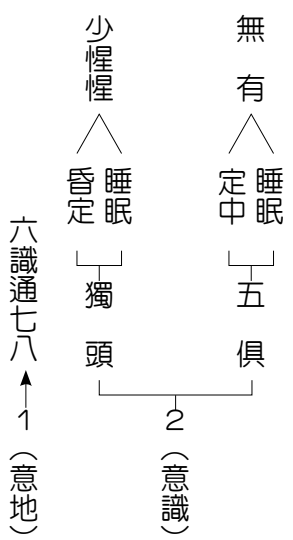 無有
睡眠
定中
五俱
少惺惺
睡眠
昏定
獨頭
2（意識）
六識通七八
1（意地）